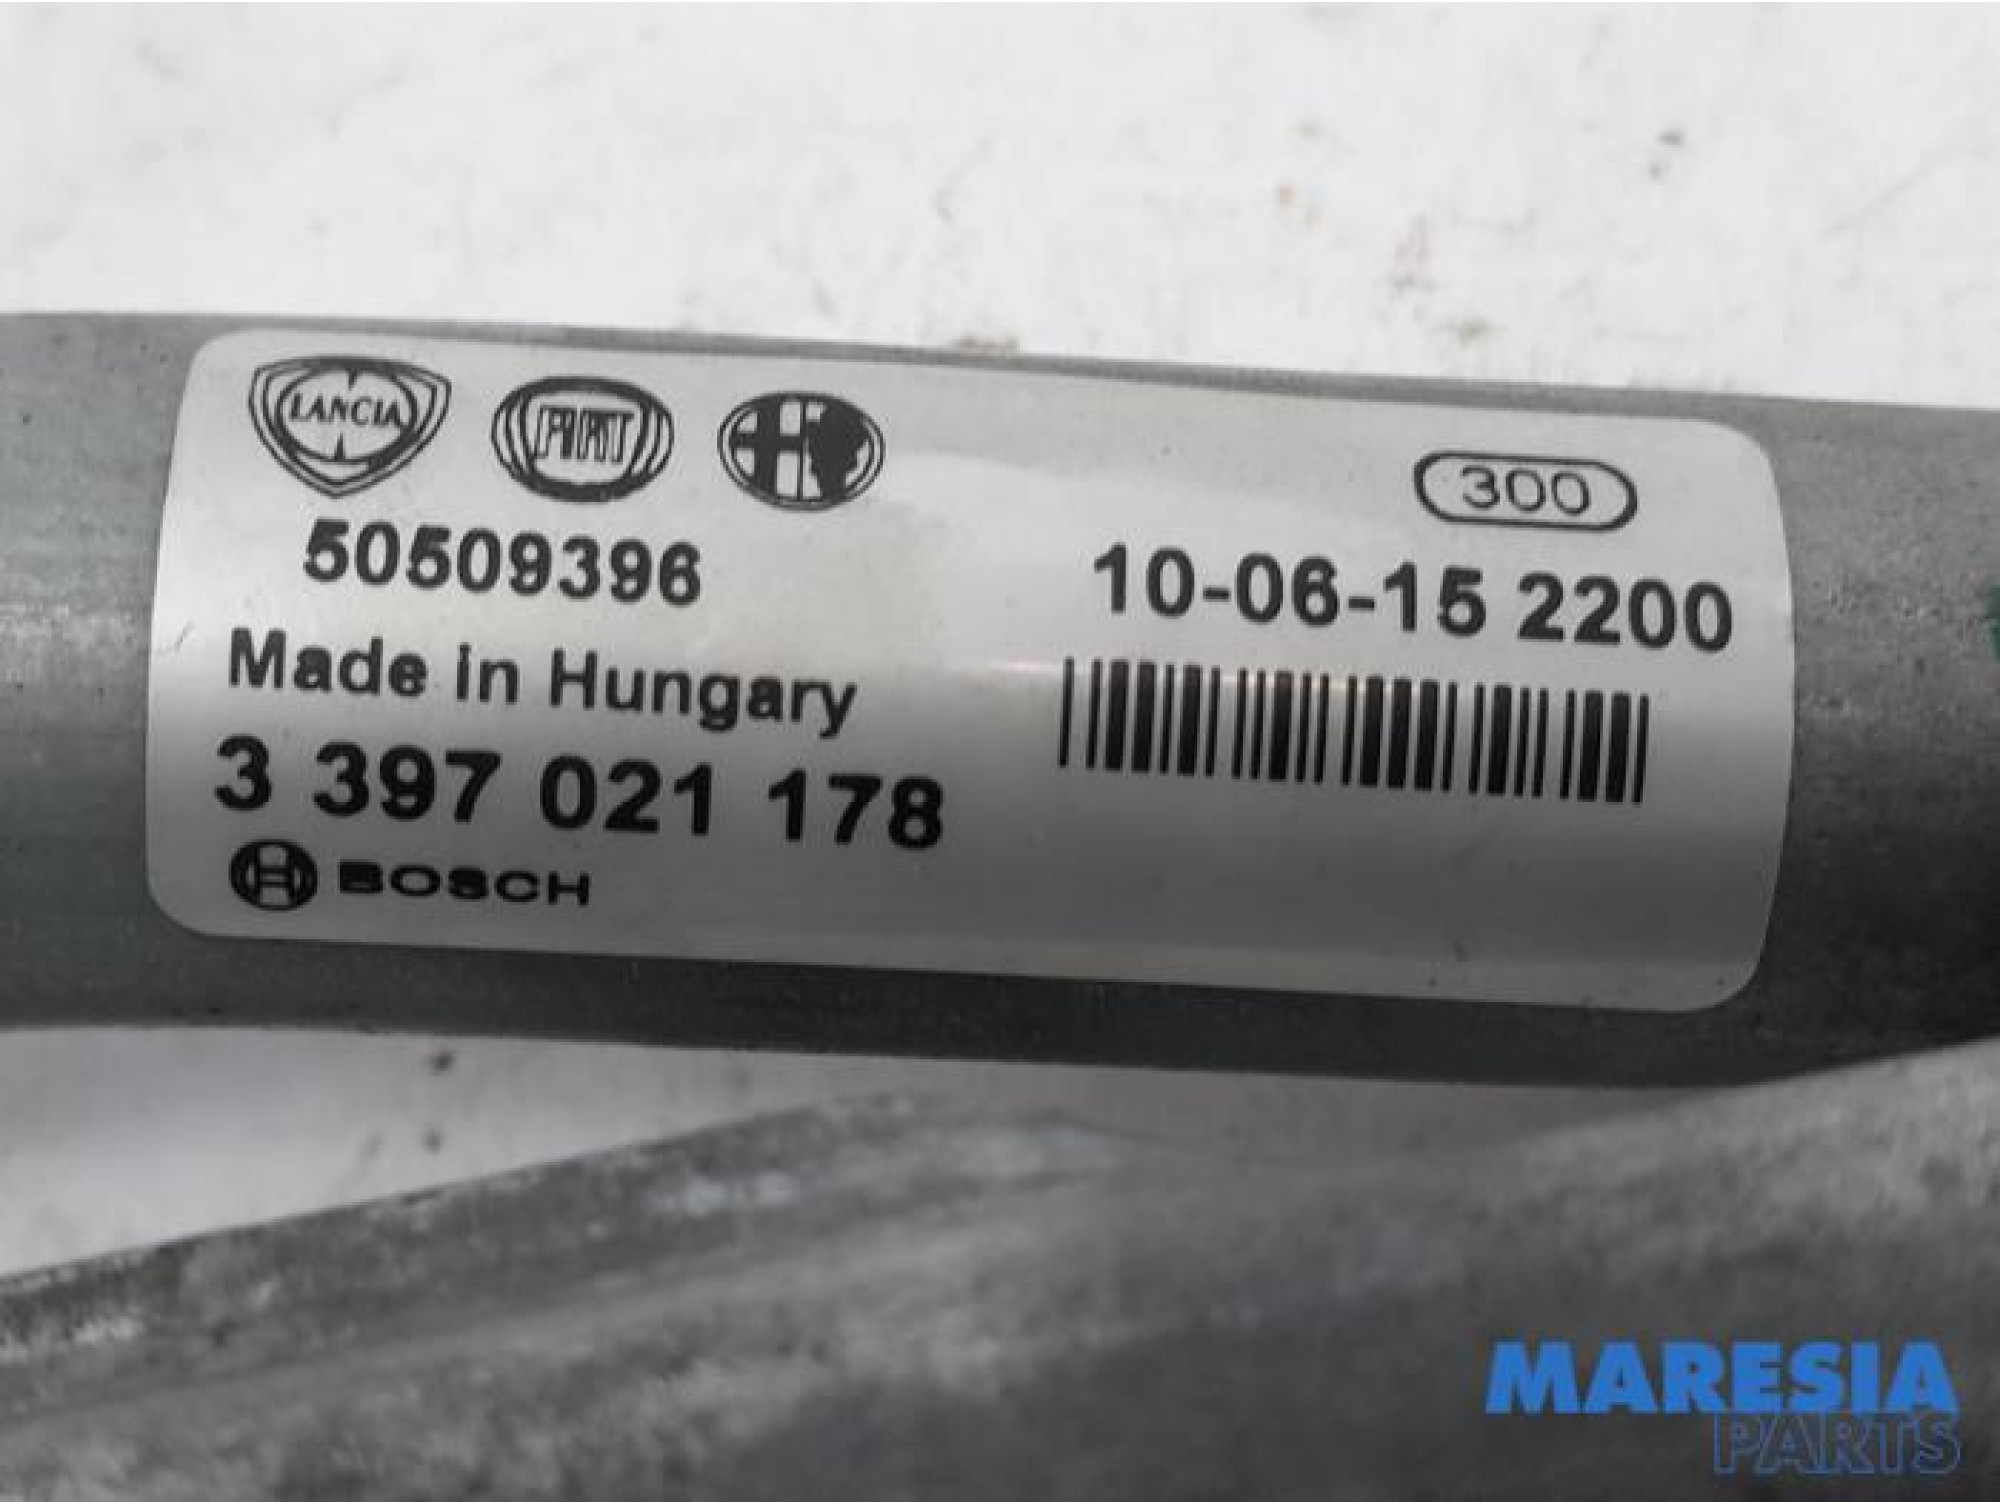 LANCIA FIAT
300
50509396
10-06-15 2200
Made in Hungary
3 397 021 178
BOSCH
MARESIA
PARTS